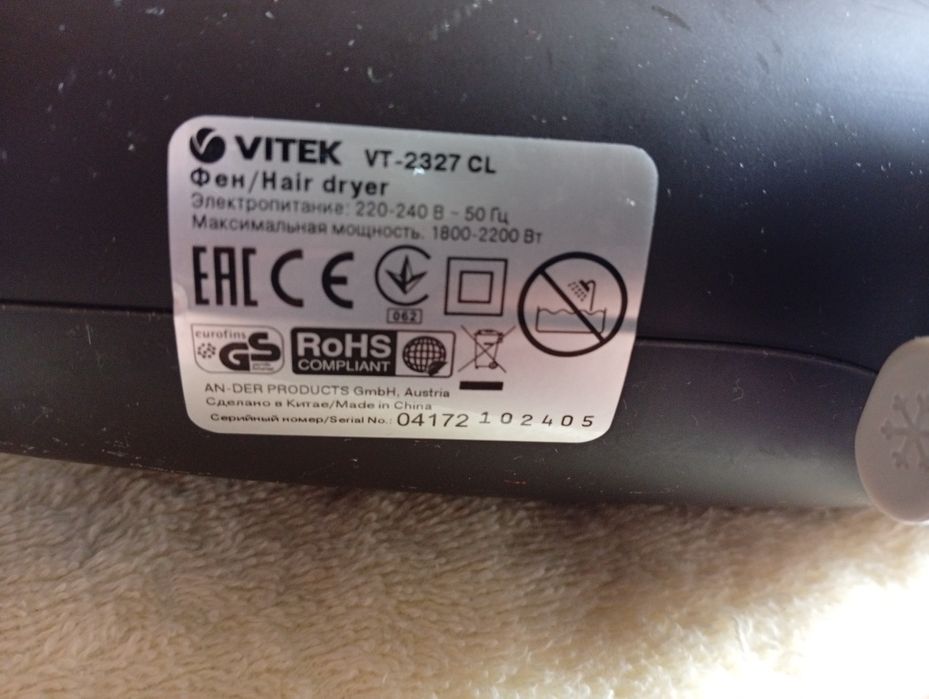 VITEK VT-2327 CL
Фен/Hair dryer
Электропитание: 220-240 В ~ 50 Гц
Максимальная мощность: 1800-2200 Вт
EAC CE
062
eurofins
GS
RoHS
COMPLIANT
AN-DER PRODUCTS GmbH, Austria
Сделано в Китае/Made in China
Серийный номер/Serial No.: 04172 102405